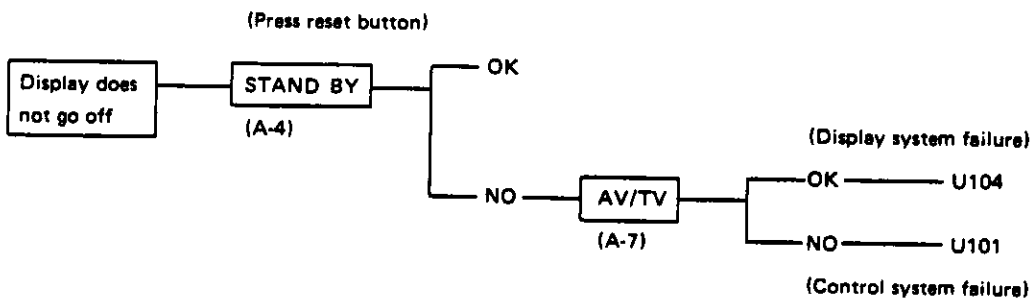 (Press reset button)
Display does
not go off
STAND BY
(A-4)
OK
NO
AV/TV
(A-7)
(Display system failure)
OK
U104
NO
U101
(Control system failure)